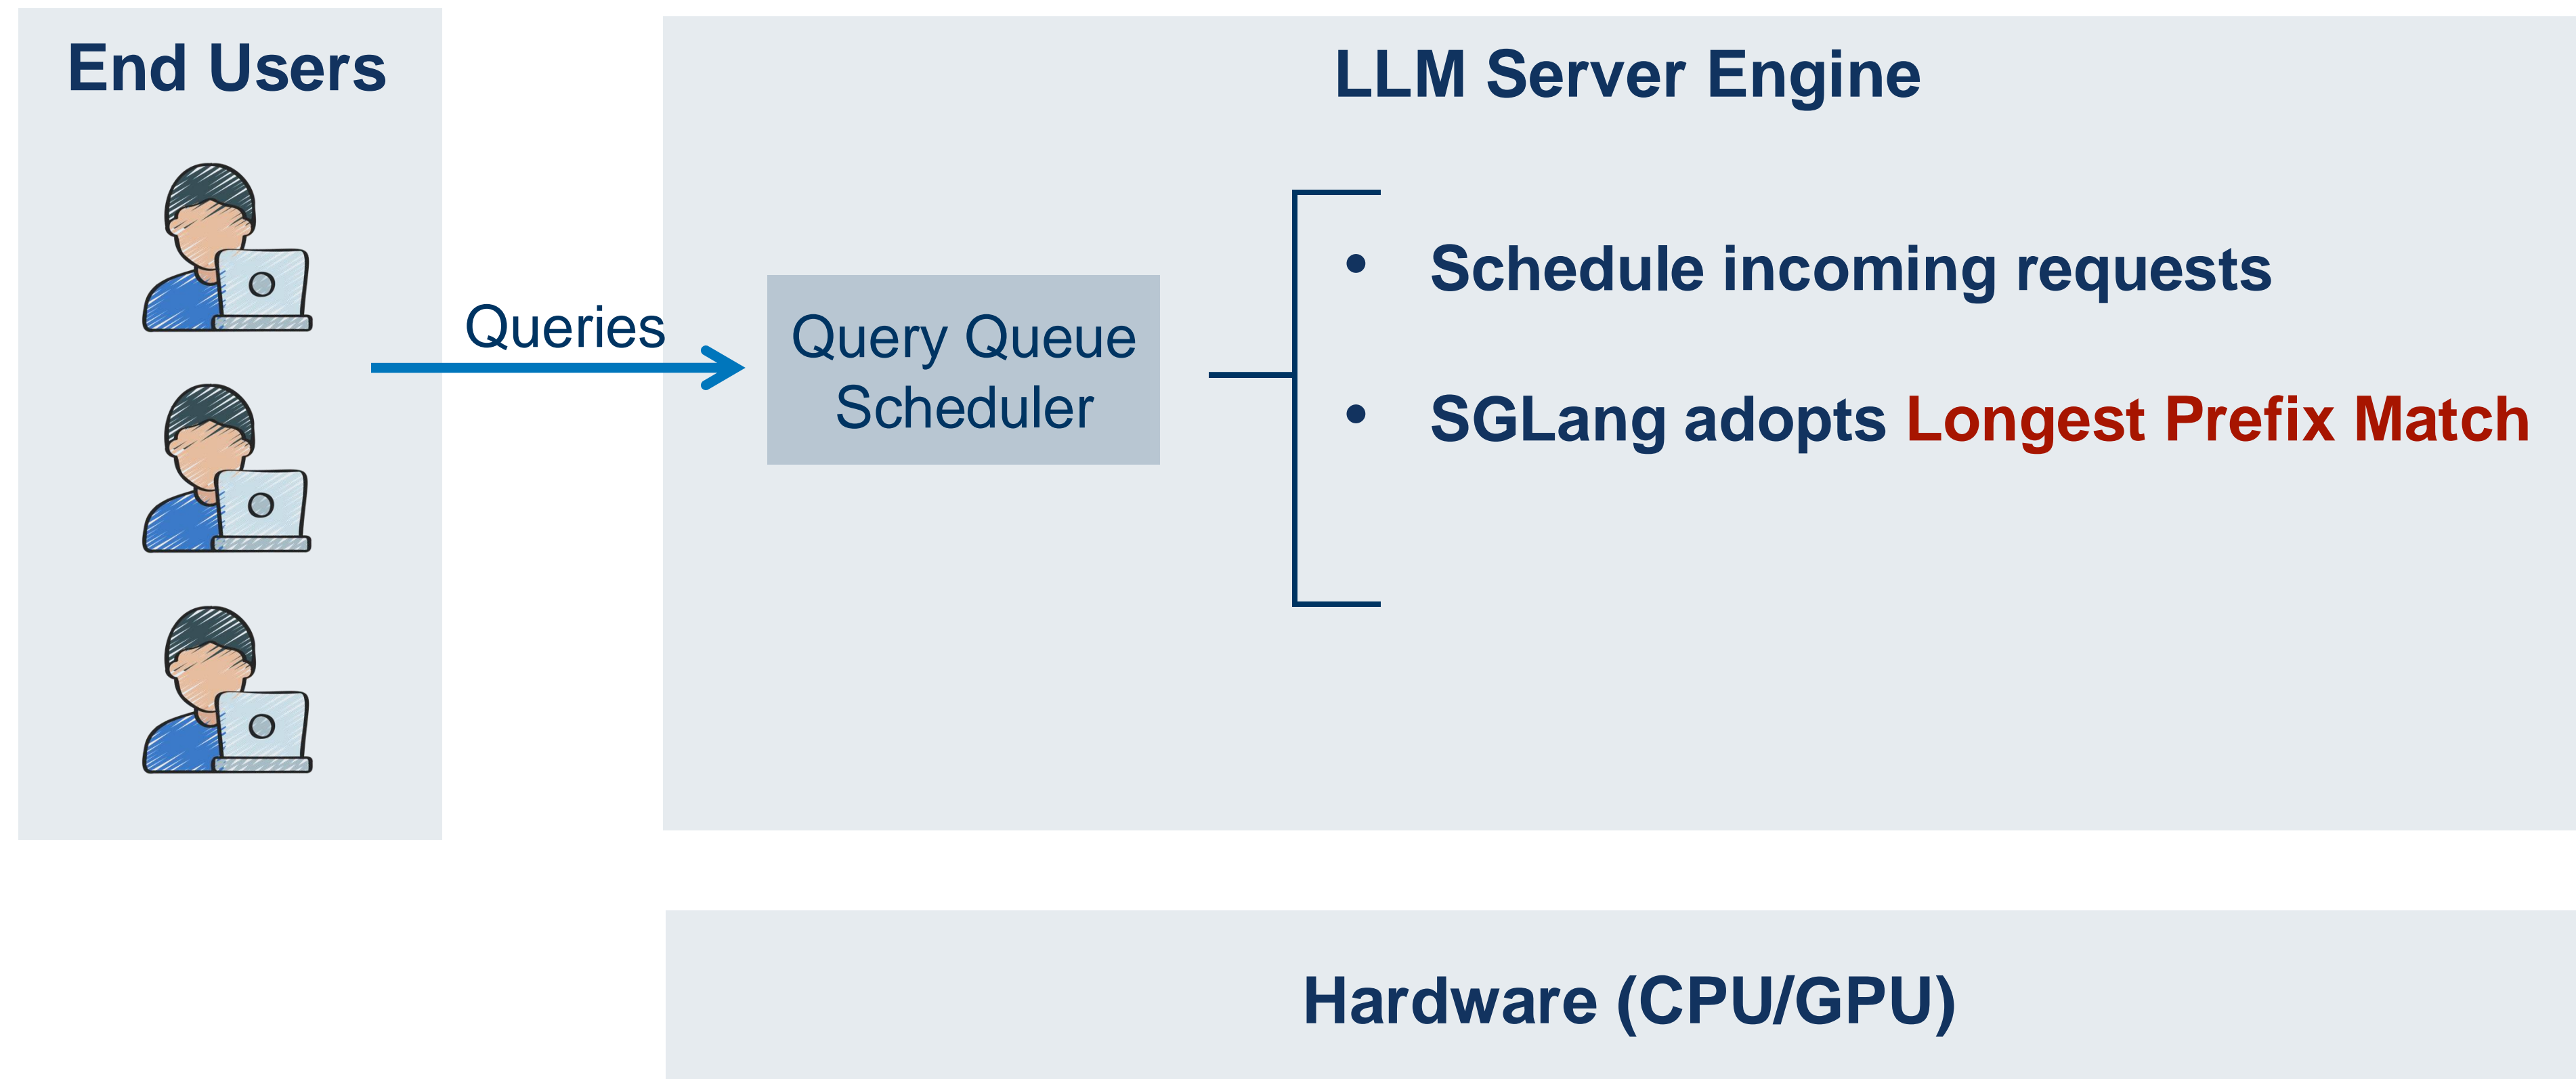 End Users
Queries
LLM Server Engine
Query Queue
Scheduler
• Schedule incoming requests
• SGLang adopts Longest Prefix Match
Hardware (CPU/GPU)